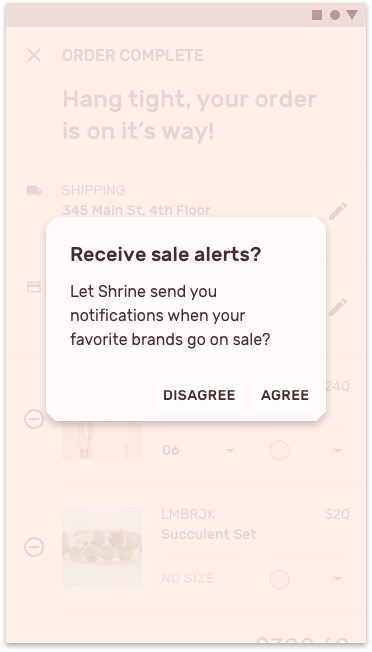 ORDER COMPLETE
Hang tight, your order
is on it’s way!
SHIPPING
345 Main St, 4th Floor
Receive sale alerts?
Let Shrine send you
notifications when your
favorite brands go on sale?
DISAGREE AGREE
240
06
LMBRJK $20
Succulent Set
NO SIZE